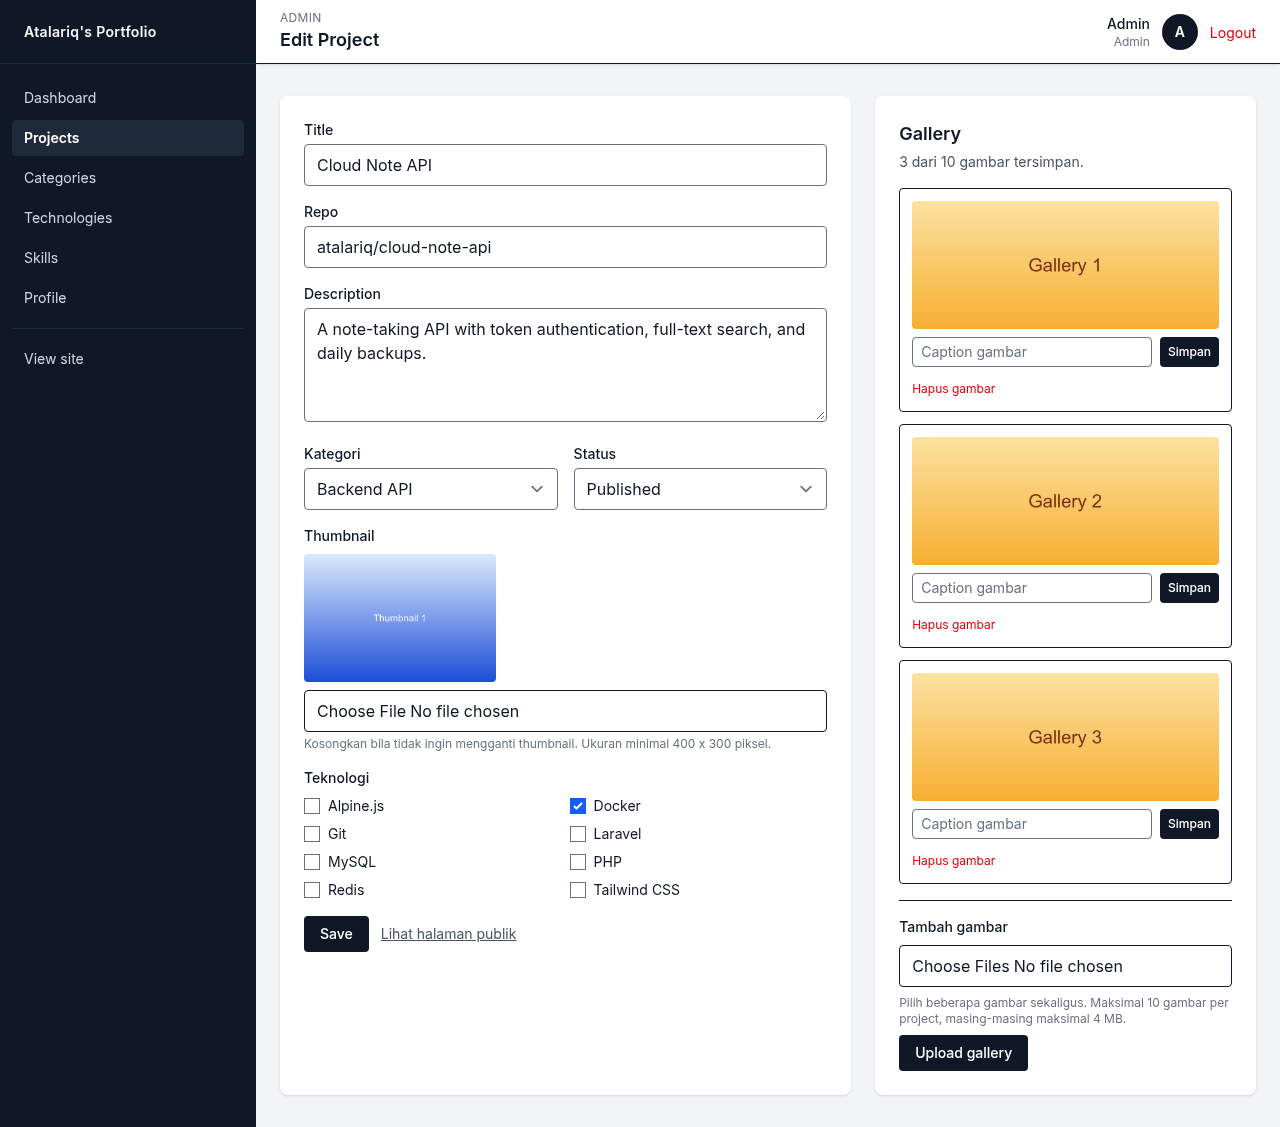 Atalariq's Portfolio
Dashboard
Projects
Categories
Technologies
Skills
Profile
View site
ADMIN
Edit Project
Admin
Admin
A
Logout
Title
Cloud Note API
Repo
atalariq/cloud-note-api
Description
A note-taking API with token authentication, full-text search, and
daily backups.
Kategori
Status
Backend API
Published
Thumbnail
Thumbnail 1
Choose File No file chosen
Kosongkan bila tidak ingin mengganti thumbnail. Ukuran minimal 400 x 300 piksel.
Teknologi
Alpine.js
Docker
Git
Laravel
MySQL
PHP
Redis
Tailwind CSS
Save
Lihat halaman publik
Gallery
3 dari 10 gambar tersimpan.
Gallery 1
Caption gambar
Simpan
Hapus gambar
Gallery 2
Caption gambar
Simpan
Hapus gambar
Gallery 3
Caption gambar
Simpan
Hapus gambar
Tambah gambar
Choose Files No file chosen
Pilih beberapa gambar sekaligus. Maksimal 10 gambar per
project, masing-masing maksimal 4 MB.
Upload gallery